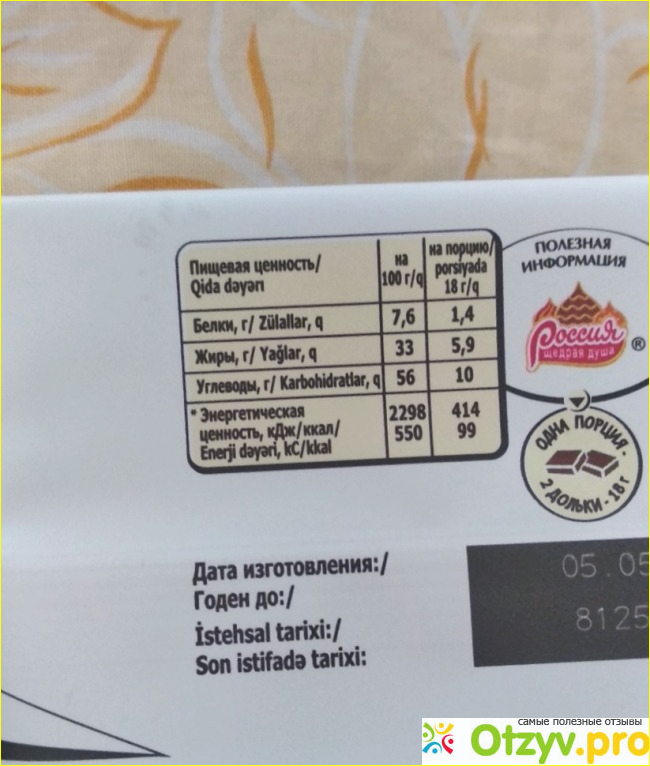 Пищевая ценность/
Qida dəyəri
на
100 г/q
на порцию/
porsiyada
18 г/q
Белки, г/ Zülallar, q 7,6 1,4
Жиры, г/ Yağlar, q 33 5,9
Углеводы, г/ Karbohidratlar, q 56 10
* Энергетическая
ценность, кДж/ккал/
Enerji dəyəri, kC/kkal
2298 414
550 99
ПОЛЕЗНАЯ
ИНФОРМАЦИЯ
Россия ®
щедрая душа
ОДНА ПОРЦИЯ -
2 ДОЛЬКИ - 18 г
Дата изготовления:/
Годен до:/
İstehsal tarixi:/
Son istifadə tarixi:
05.05
8125
самые полезные отзывы
Otzyv.pro